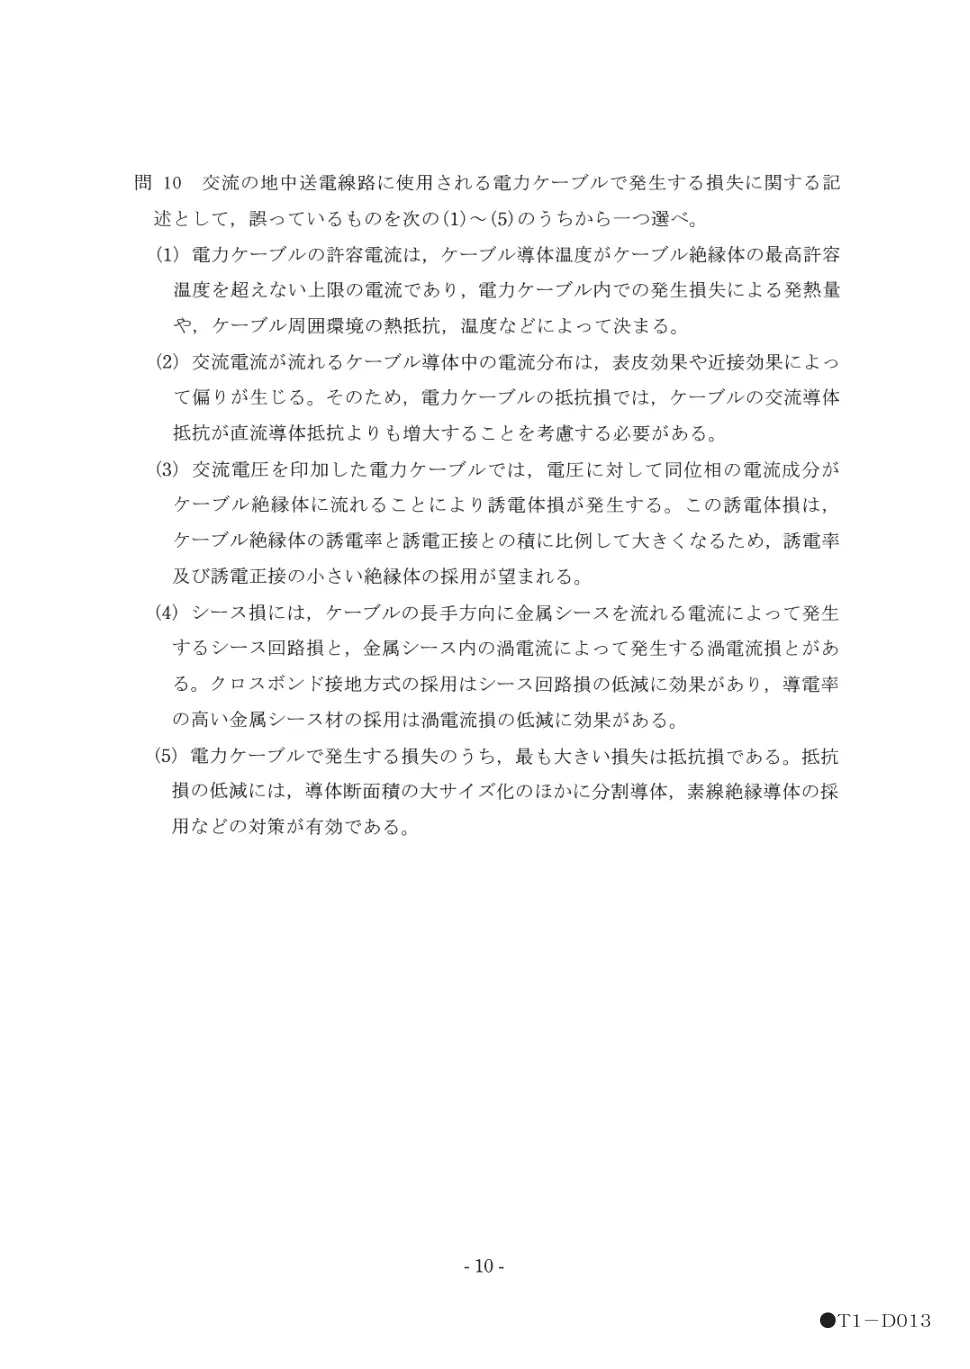 問 10　交流の地中送電線路に使用される電力ケーブルで発生する損失に関する記
述として，誤っているものを次の(1)～(5)のうちから一つ選べ。
(1) 電力ケーブルの許容電流は，ケーブル導体温度がケーブル絶縁体の最高許容
温度を超えない上限の電流であり，電力ケーブル内での発生損失による発熱量
や，ケーブル周囲環境の熱抵抗，温度などによって決まる。
(2) 交流電流が流れるケーブル導体中の電流分布は，表皮効果や近接効果によっ
て偏りが生じる。そのため，電力ケーブルの抵抗損では，ケーブルの交流導体
抵抗が直流導体抵抗よりも増大することを考慮する必要がある。
(3) 交流電圧を印加した電力ケーブルでは，電圧に対して同位相の電流成分が
ケーブル絶縁体に流れることにより誘電体損が発生する。この誘電体損は，
ケーブル絶縁体の誘電率と誘電正接との積に比例して大きくなるため，誘電率
及び誘電正接の小さい絶縁体の採用が望まれる。
(4) シース損には，ケーブルの長手方向に金属シースを流れる電流によって発生
するシース回路損と，金属シース内の渦電流によって発生する渦電流損とがあ
る。クロスボンド接地方式の採用はシース回路損の低減に効果があり，導電率
の高い金属シース材の採用は渦電流損の低減に効果がある。
(5) 電力ケーブルで発生する損失のうち，最も大きい損失は抵抗損である。抵抗
損の低減には，導体断面積の大サイズ化のほかに分割導体，素線絶縁導体の採
用などの対策が有効である。
- 10 -
●T1－D013